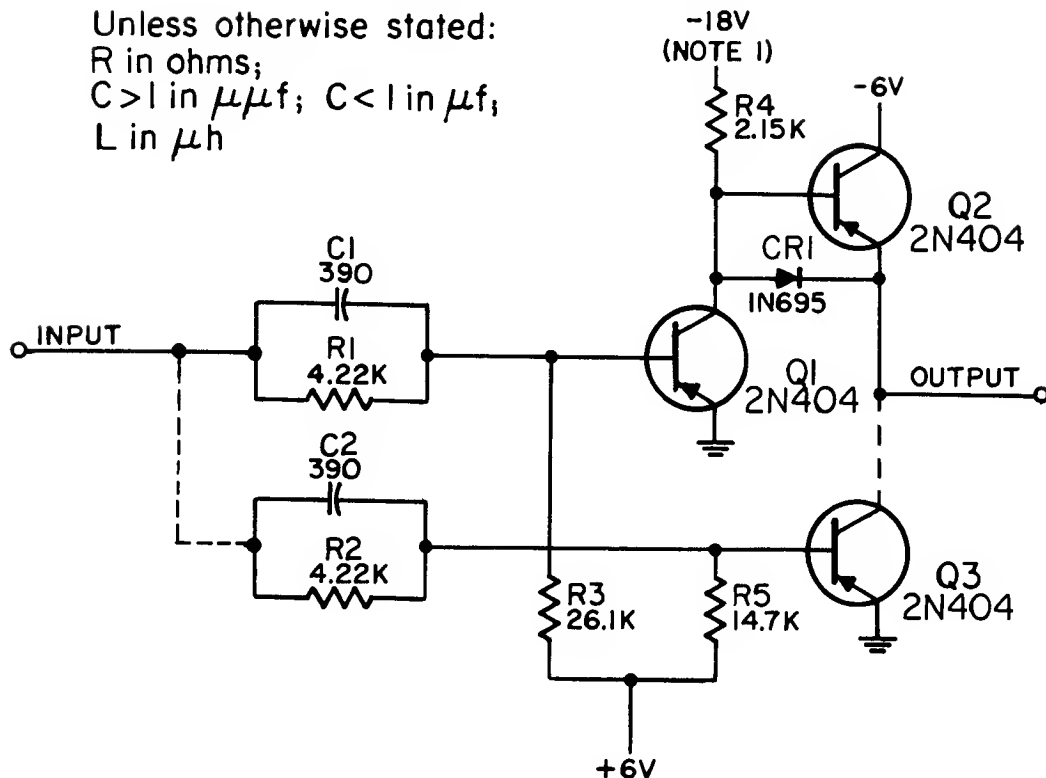 Unless otherwise stated:
R in ohms;
C>1 in μμf; C<1 in μf;
L in μh
-18V
(NOTE 1)
R4
2.15K
-6V
Q2
2N404
CR1
1N695
C1
390
INPUT
R1
4.22K
Q1
2N404
OUTPUT
C2
390
R2
4.22K
R3
26.1K
R5
14.7K
Q3
2N404
+6V